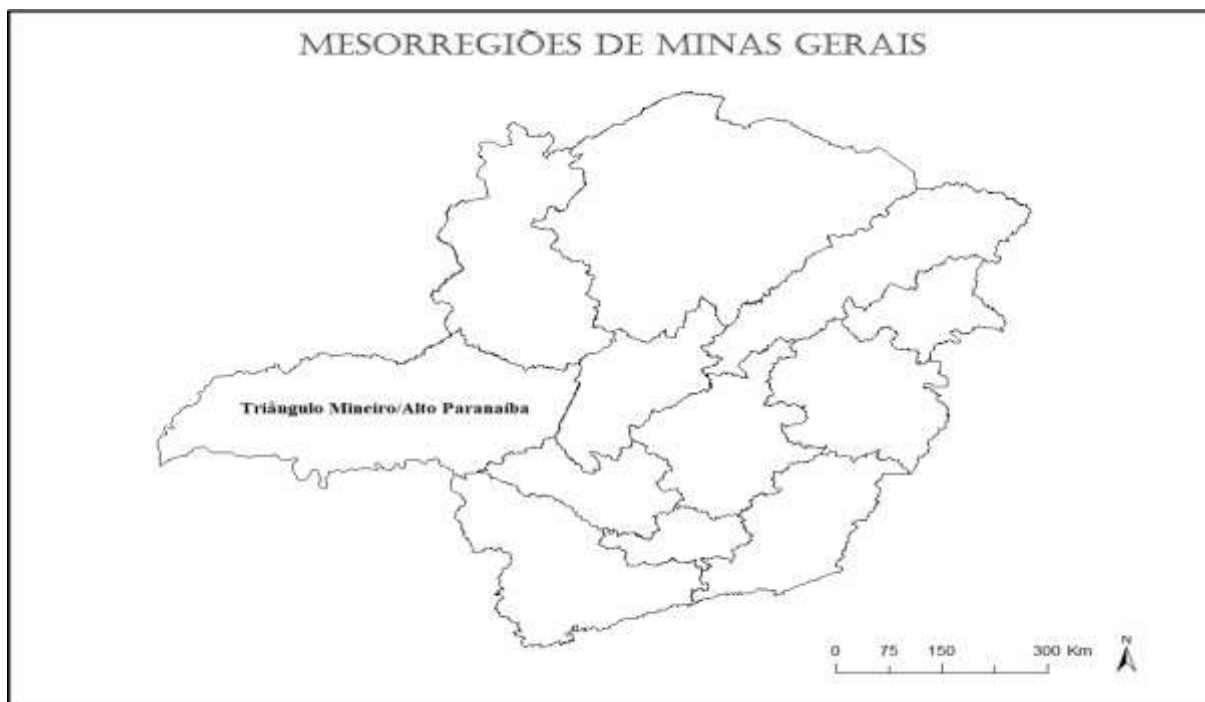 MESORREGIÕES DE MINAS GERAIS
Triângulo Mineiro/Alto Paranaíba
N
0 75 150 300 Km